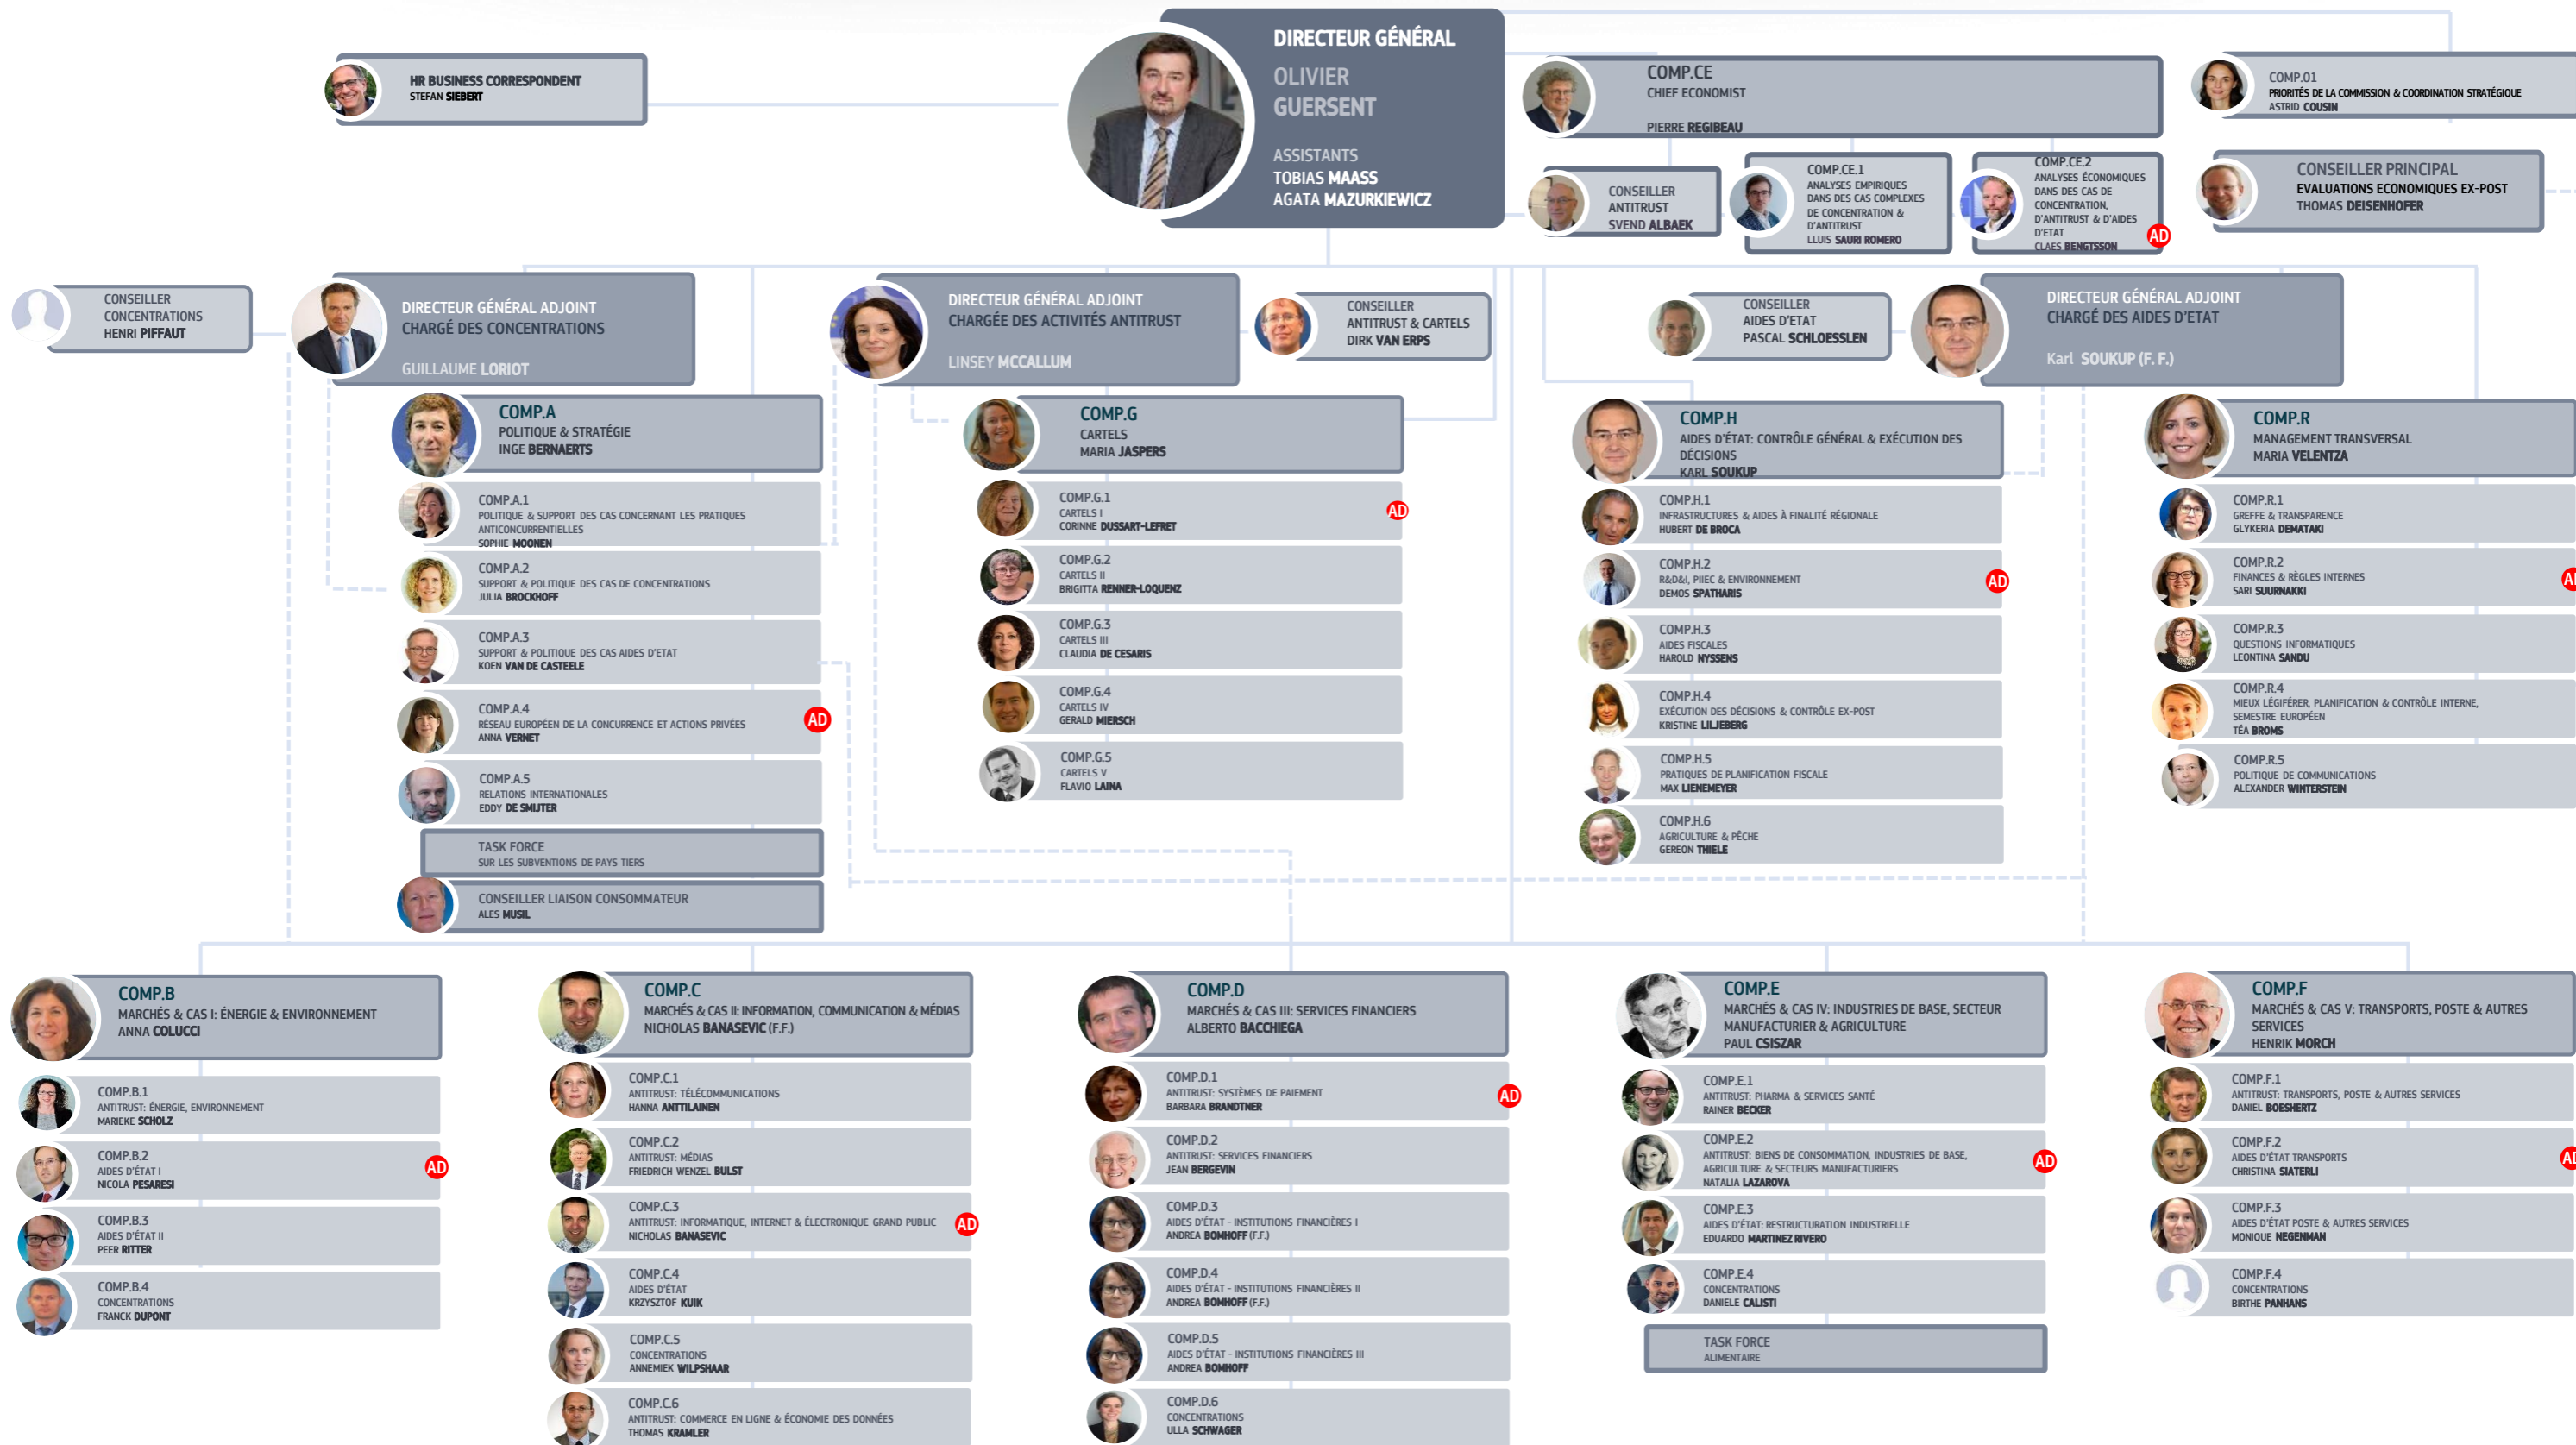 DIRECTEUR GÉNÉRAL
OLIVIER
GUERSENT
ASSISTANTS
TOBIAS MAASS
AGATA MAZURKIEWICZ
HR BUSINESS CORRESPONDENT
STEFAN SIEBERT
COMP.CE
CHIEF ECONOMIST
PIERRE REGIBEAU
COMP.01
PRIORITÉS DE LA COMMISSION & COORDINATION STRATÉGIQUE
ASTRID COUSIN
CONSEILLER
ANTITRUST
SVEND ALBAEK
COMP.CE.1
ANALYSES EMPIRIQUES
DANS DES CAS COMPLEXES
DE CONCENTRATION &
D'ANTITRUST
LLUIS SAURI ROMERO
COMP.CE.2
ANALYSES ÉCONOMIQUES
DANS DES CAS DE
CONCENTRATION,
D'ANTITRUST & D'AIDES
D'ETAT
CLAES BENGTSSON
AD
CONSEILLER PRINCIPAL
EVALUATIONS ECONOMIQUES EX-POST
THOMAS DEISENHOFER
CONSEILLER
CONCENTRATIONS
HENRI PIFFAUT
DIRECTEUR GÉNÉRAL ADJOINT
CHARGÉ DES CONCENTRATIONS
GUILLAUME LORIOT
DIRECTEUR GÉNÉRAL ADJOINT
CHARGÉE DES ACTIVITÉS ANTITRUST
LINSEY MCCALLUM
CONSEILLER
ANTITRUST & CARTELS
DIRK VAN ERPS
CONSEILLER
AIDES D'ETAT
PASCAL SCHLOESSLEN
DIRECTEUR GÉNÉRAL ADJOINT
CHARGÉ DES AIDES D'ETAT
Karl SOUKUP (F. F.)
COMP.A
POLITIQUE & STRATÉGIE
INGE BERNAERTS
COMP.A.1
POLITIQUE & SUPPORT DES CAS CONCERNANT LES PRATIQUES
ANTICONCURRENTIELLES
SOPHIE MOONEN
COMP.A.2
SUPPORT & POLITIQUE DES CAS DE CONCENTRATIONS
JULIA BROCKHOFF
COMP.A.3
SUPPORT & POLITIQUE DES CAS AIDES D'ETAT
KOEN VAN DE CASTEELE
COMP.A.4
RÉSEAU EUROPÉEN DE LA CONCURRENCE ET ACTIONS PRIVÉES
ANNA VERNET
AD
COMP.A.5
RELATIONS INTERNATIONALES
EDDY DE SMIJTER
TASK FORCE
SUR LES SUBVENTIONS DE PAYS TIERS
CONSEILLER LIAISON CONSOMMATEUR
ALES MUSIL
COMP.G
CARTELS
MARIA JASPERS
COMP.G.1
CARTELS I
CORINNE DUSSART-LEFRET
AD
COMP.G.2
CARTELS II
BRIGITTA RENNER-LOQUENZ
COMP.G.3
CARTELS III
CLAUDIA DE CESARIS
COMP.G.4
CARTELS IV
GERALD MIERSCH
COMP.G.5
CARTELS V
FLAVIO LAINA
COMP.H
AIDES D'ÉTAT: CONTRÔLE GÉNÉRAL & EXÉCUTION DES
DÉCISIONS
KARL SOUKUP
COMP.H.1
INFRASTRUCTURES & AIDES À FINALITÉ RÉGIONALE
HUBERT DE BROCA
COMP.H.2
R&D&I, PIIEC & ENVIRONNEMENT
DEMOS SPATHARIS
AD
COMP.H.3
AIDES FISCALES
HAROLD NYSSENS
COMP.H.4
EXÉCUTION DES DÉCISIONS & CONTRÔLE EX-POST
KRISTINE LILJEBERG
COMP.H.5
PRATIQUES DE PLANIFICATION FISCALE
MAX LIENEMEYER
COMP.H.6
AGRICULTURE & PÊCHE
GEREON THIELE
COMP.R
MANAGEMENT TRANSVERSAL
MARIA VELENTZA
COMP.R.1
GREFFE & TRANSPARENCE
GLYKERIA DEMATAKI
COMP.R.2
FINANCES & RÈGLES INTERNES
SARI SUURNAKKI
COMP.R.3
QUESTIONS INFORMATIQUES
LEONTINA SANDU
COMP.R.4
MIEUX LÉGIFÉRER, PLANIFICATION & CONTRÔLE INTERNE,
SEMESTRE EUROPÉEN
TÉA BROMS
COMP.R.5
POLITIQUE DE COMMUNICATIONS
ALEXANDER WINTERSTEIN
COMP.B
MARCHÉS & CAS I: ÉNERGIE & ENVIRONNEMENT
ANNA COLUCCI
COMP.B.1
ANTITRUST: ÉNERGIE, ENVIRONNEMENT
MARIEKE SCHOLZ
COMP.B.2
AIDES D'ÉTAT I
NICOLA PESARESI
AD
COMP.B.3
AIDES D'ÉTAT II
PEER RITTER
COMP.B.4
CONCENTRATIONS
FRANCK DUPONT
COMP.C
MARCHÉS & CAS II: INFORMATION, COMMUNICATION & MÉDIAS
NICHOLAS BANASEVIC (F.F.)
COMP.C.1
ANTITRUST: TÉLÉCOMMUNICATIONS
HANNA ANTTILAINEN
COMP.C.2
ANTITRUST: MÉDIAS
FRIEDRICH WENZEL BULST
COMP.C.3
ANTITRUST: INFORMATIQUE, INTERNET & ÉLECTRONIQUE GRAND PUBLIC
NICHOLAS BANASEVIC
AD
COMP.C.4
AIDES D'ÉTAT
KRZYSZTOF KUIK
COMP.C.5
CONCENTRATIONS
ANNEMIEK WILPSHAAR
COMP.C.6
ANTITRUST: COMMERCE EN LIGNE & ÉCONOMIE DES DONNÉES
THOMAS KRAMLER
COMP.D
MARCHÉS & CAS III: SERVICES FINANCIERS
ALBERTO BACCHIEGA
COMP.D.1
ANTITRUST: SYSTÈMES DE PAIEMENT
BARBARA BRANDTNER
AD
COMP.D.2
ANTITRUST: SERVICES FINANCIERS
JEAN BERGEVIN
COMP.D.3
AIDES D'ÉTAT - INSTITUTIONS FINANCIÈRES I
ANDREA BOMHOFF (F.F.)
COMP.D.4
AIDES D'ÉTAT - INSTITUTIONS FINANCIÈRES II
ANDREA BOMHOFF (F.F.)
COMP.D.5
AIDES D'ÉTAT - INSTITUTIONS FINANCIÈRES III
ANDREA BOMHOFF
COMP.D.6
CONCENTRATIONS
ULLA SCHWAGER
COMP.E
MARCHÉS & CAS IV: INDUSTRIES DE BASE, SECTEUR
MANUFACTURIER & AGRICULTURE
PAUL CSISZAR
COMP.E.1
ANTITRUST: PHARMA & SERVICES SANTÉ
RAINER BECKER
COMP.E.2
ANTITRUST: BIENS DE CONSOMMATION, INDUSTRIES DE BASE,
AGRICULTURE & SECTEURS MANUFACTURIERS
NATALIA LAZAROVA
AD
COMP.E.3
AIDES D'ÉTAT: RESTRUCTURATION INDUSTRIELLE
EDUARDO MARTINEZ RIVERO
COMP.E.4
CONCENTRATIONS
DANIELE CALISTI
TASK FORCE
ALIMENTAIRE
COMP.F
MARCHÉS & CAS V: TRANSPORTS, POSTE & AUTRES
SERVICES
HENRIK MORCH
COMP.F.1
ANTITRUST: TRANSPORTS, POSTE & AUTRES SERVICES
DANIEL BOESHERTZ
COMP.F.2
AIDES D'ÉTAT TRANSPORTS
CHRISTINA SIATERLI
COMP.F.3
AIDES D'ÉTAT POSTE & AUTRES SERVICES
MONIQUE NEGENMAN
COMP.F.4
CONCENTRATIONS
BIRTHE PANHANS